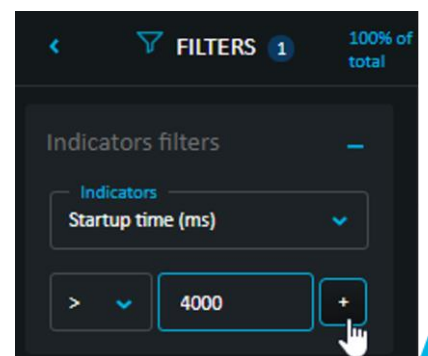 FILTERS 1
100% of
total
Indicators filters
Indicators
Startup time (ms)
> 4000 +